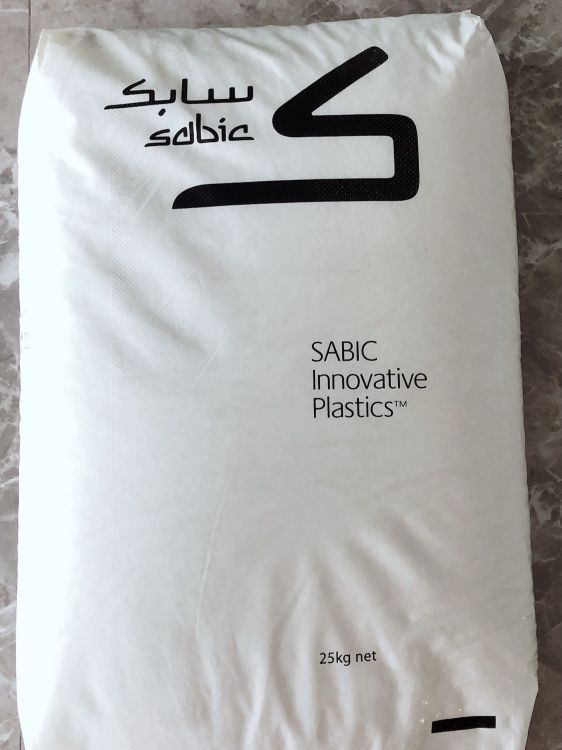 سابك
sabic
SABIC
Innovative
Plastics™
25kg net